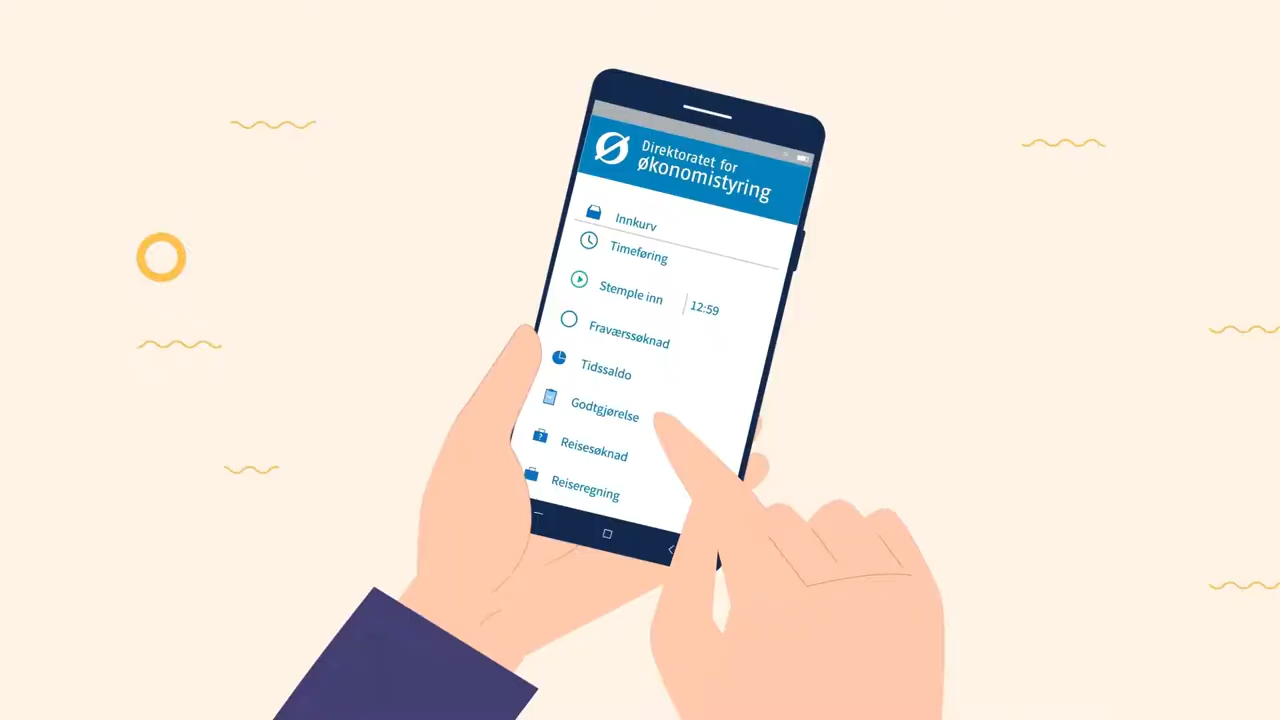 Direktoratet for
økonomistyring
Innkurv
Timeføring
Stemple inn 12:59
Fraværssøknad
Tidssaldo
Godtgjørelse
Reisesøknad
Reiseregning